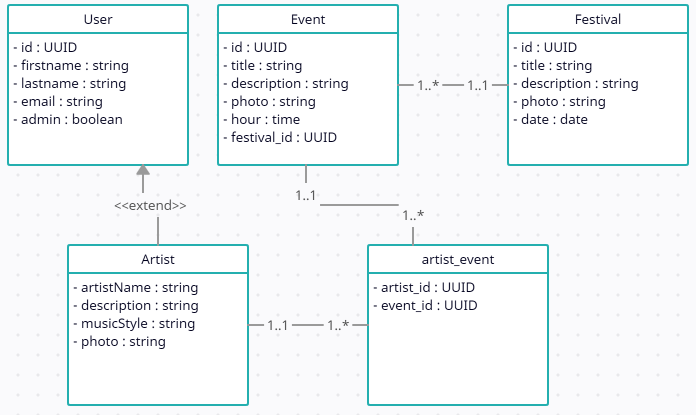 User
- id : UUID
- firstname : string
- lastname : string
- email : string
- admin : boolean
Event
- id : UUID
- title : string
- description : string
- photo : string
- hour : time
- festival_id : UUID
1..*
1..1
Festival
- id : UUID
- title : string
- description : string
- photo : string
- date : date
<<extend>>
1..1
1..*
Artist
- artistName : string
- description : string
- musicStyle : string
- photo : string
1..1
1..*
artist_event
- artist_id : UUID
- event_id : UUID